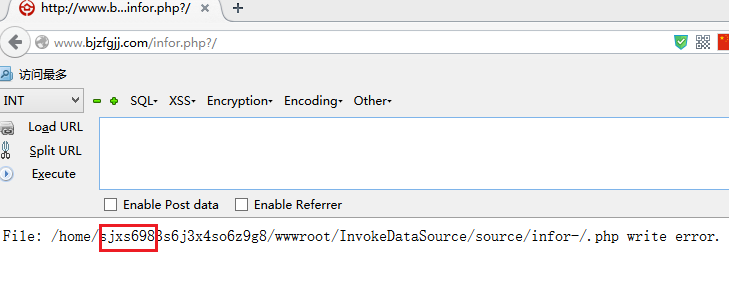 http://www.b...infor.php?/
www.bjzfgjj.com/infor.php?/
访问最多
INT SQL XSS Encryption Encoding Other
Load URL
Split URL
Execute
Enable Post data Enable Referrer
File: /home/sjxs6983s6j3x4so6z9g8/wwwroot/InvokeDataSource/source/infor-/.php write error.